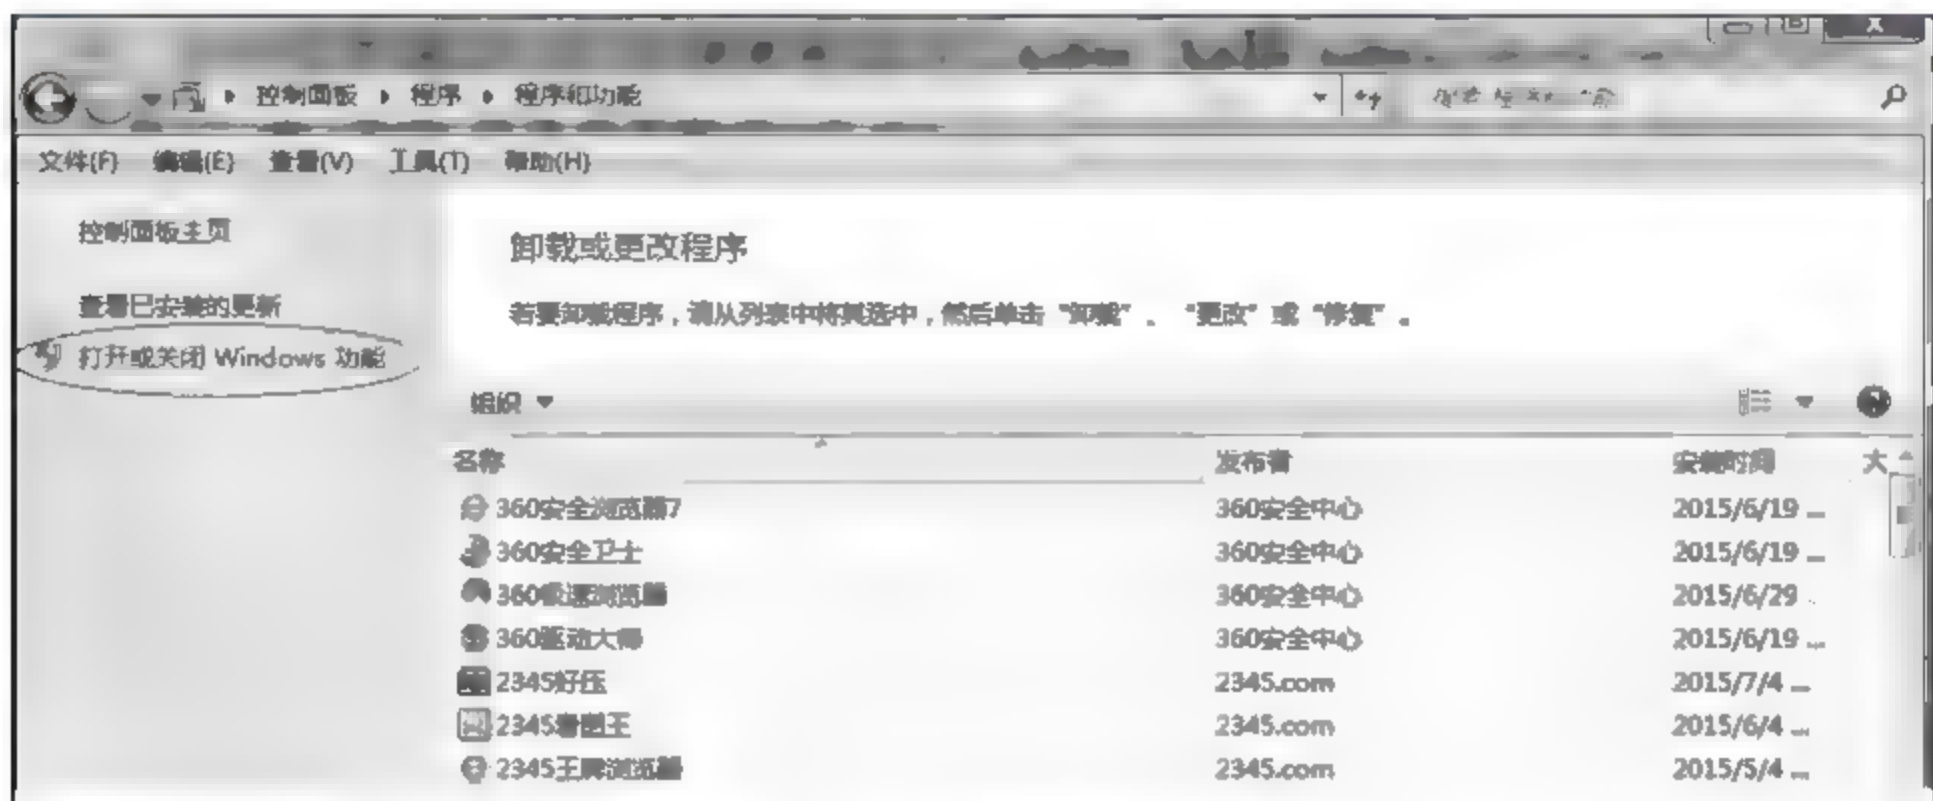 控制面板 程序 程序和功能
文件(F) 编辑(E) 查看(V) 工具(T) 帮助(H)
控制面板主页
查看已安装的更新
打开或关闭 Windows 功能
卸载或更改程序
若要卸载程序，请从列表中将其选中，然后单击“卸载”、“更改”或“修复”。
组织
名称 发布者 安装时间 大
360安全浏览器7 360安全中心 2015/6/19 ...
360安全卫士 360安全中心 2015/6/19 ...
360极速浏览器 360安全中心 2015/6/29
360驱动大师 360安全中心 2015/6/19 ...
2345好压 2345.com 2015/7/4 ...
2345看图王 2345.com 2015/6/4 ...
2345王牌浏览器 2345.com 2015/5/4 ...